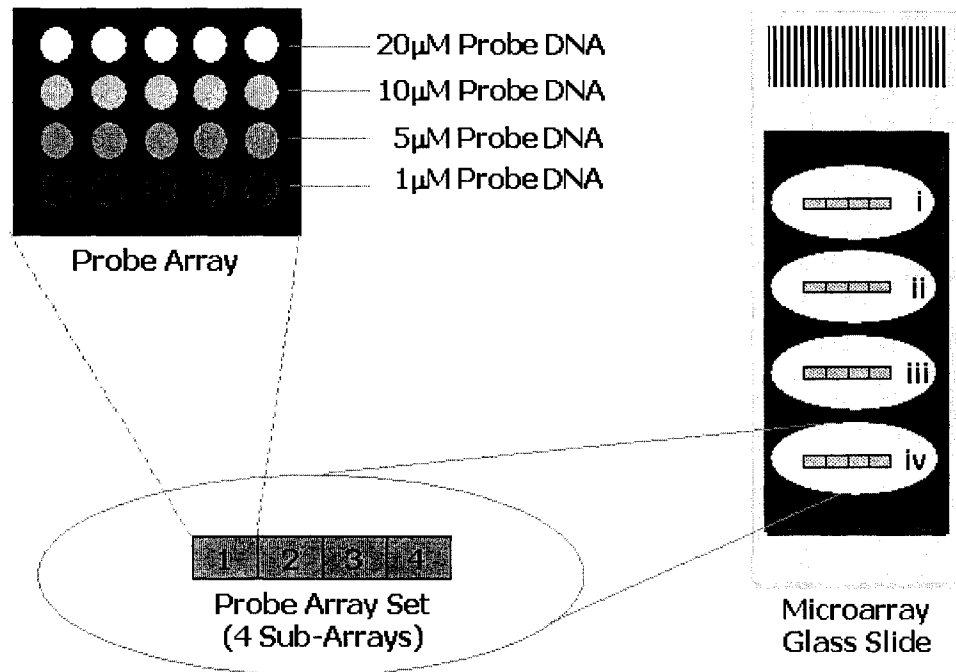 20µM Probe DNA
10µM Probe DNA
5µM Probe DNA
1µM Probe DNA
Probe Array
i
ii
iii
iv
1 2 3 4
Probe Array Set
(4 Sub-Arrays)
Microarray
Glass Slide